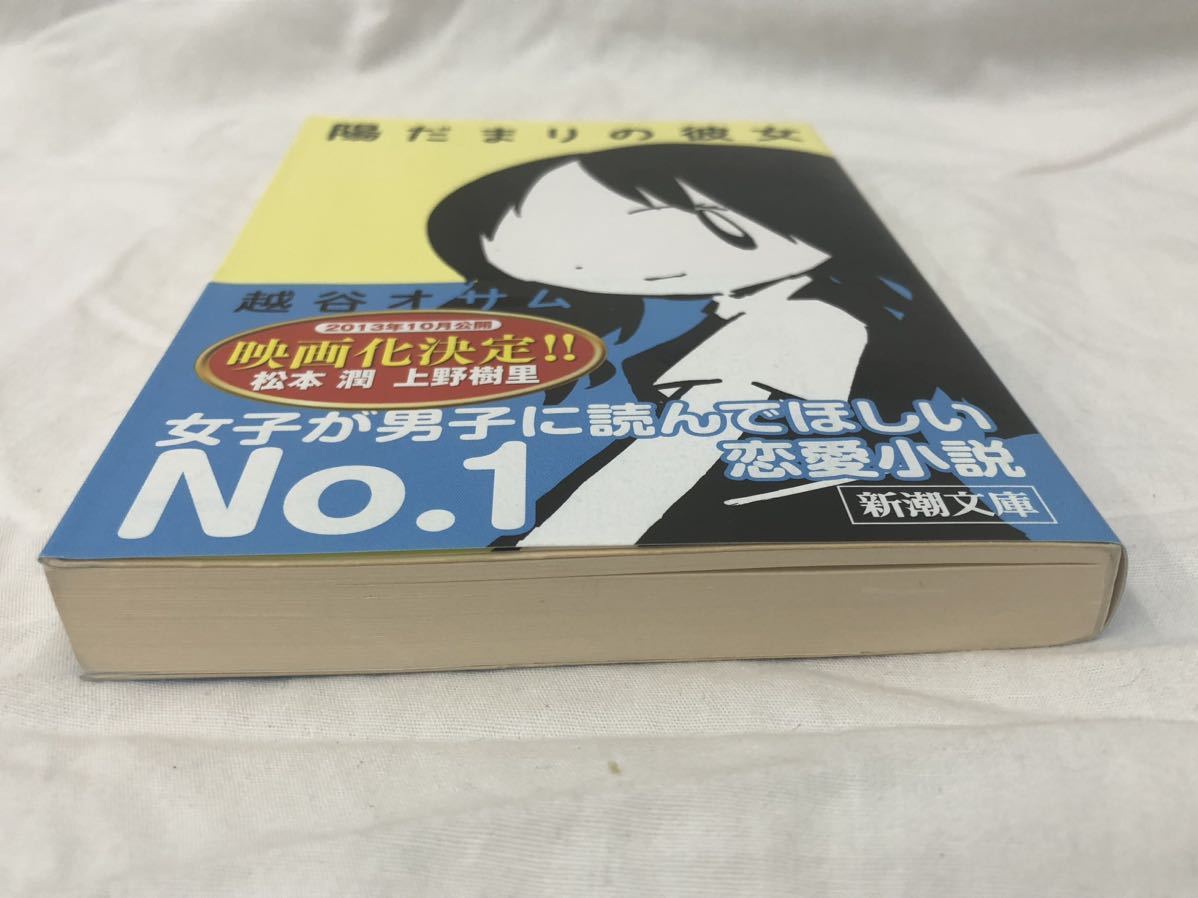 陽だまりの彼女
越谷オサム
2013年10月公開
映画化決定!!
松本 潤 上野樹里
女子が男子に読んでほしい
恋愛小説
No.1
新潮文庫